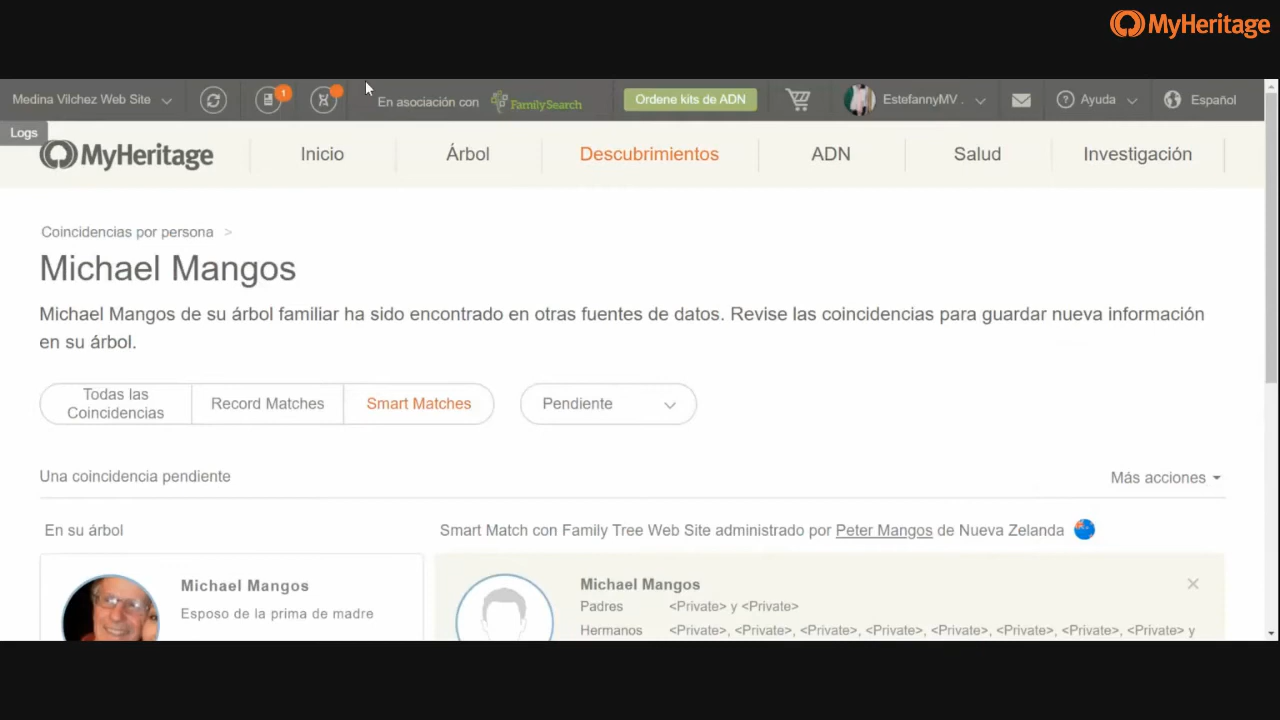 MyHeritage
Medina Vilchez Web Site
1
En asociación con FamilySearch
Ordene kits de ADN
EstefannyMV .
Ayuda
Español
Logs
MyHeritage
Inicio
Árbol
Descubrimientos
ADN
Salud
Investigación
Coincidencias por persona >
Michael Mangos
Michael Mangos de su árbol familiar ha sido encontrado en otras fuentes de datos. Revise las coincidencias para guardar nueva información
en su árbol.
Todas las
Coincidencias
Record Matches
Smart Matches
Pendiente
Una coincidencia pendiente
Más acciones
En su árbol
Smart Match con Family Tree Web Site administrado por Peter Mangos de Nueva Zelanda
Michael Mangos
Esposo de la prima de madre
Michael Mangos
Padres <Private> y <Private>
Hermanos <Private>, <Private>, <Private>, <Private>, <Private>, <Private>, <Private>, <Private> y